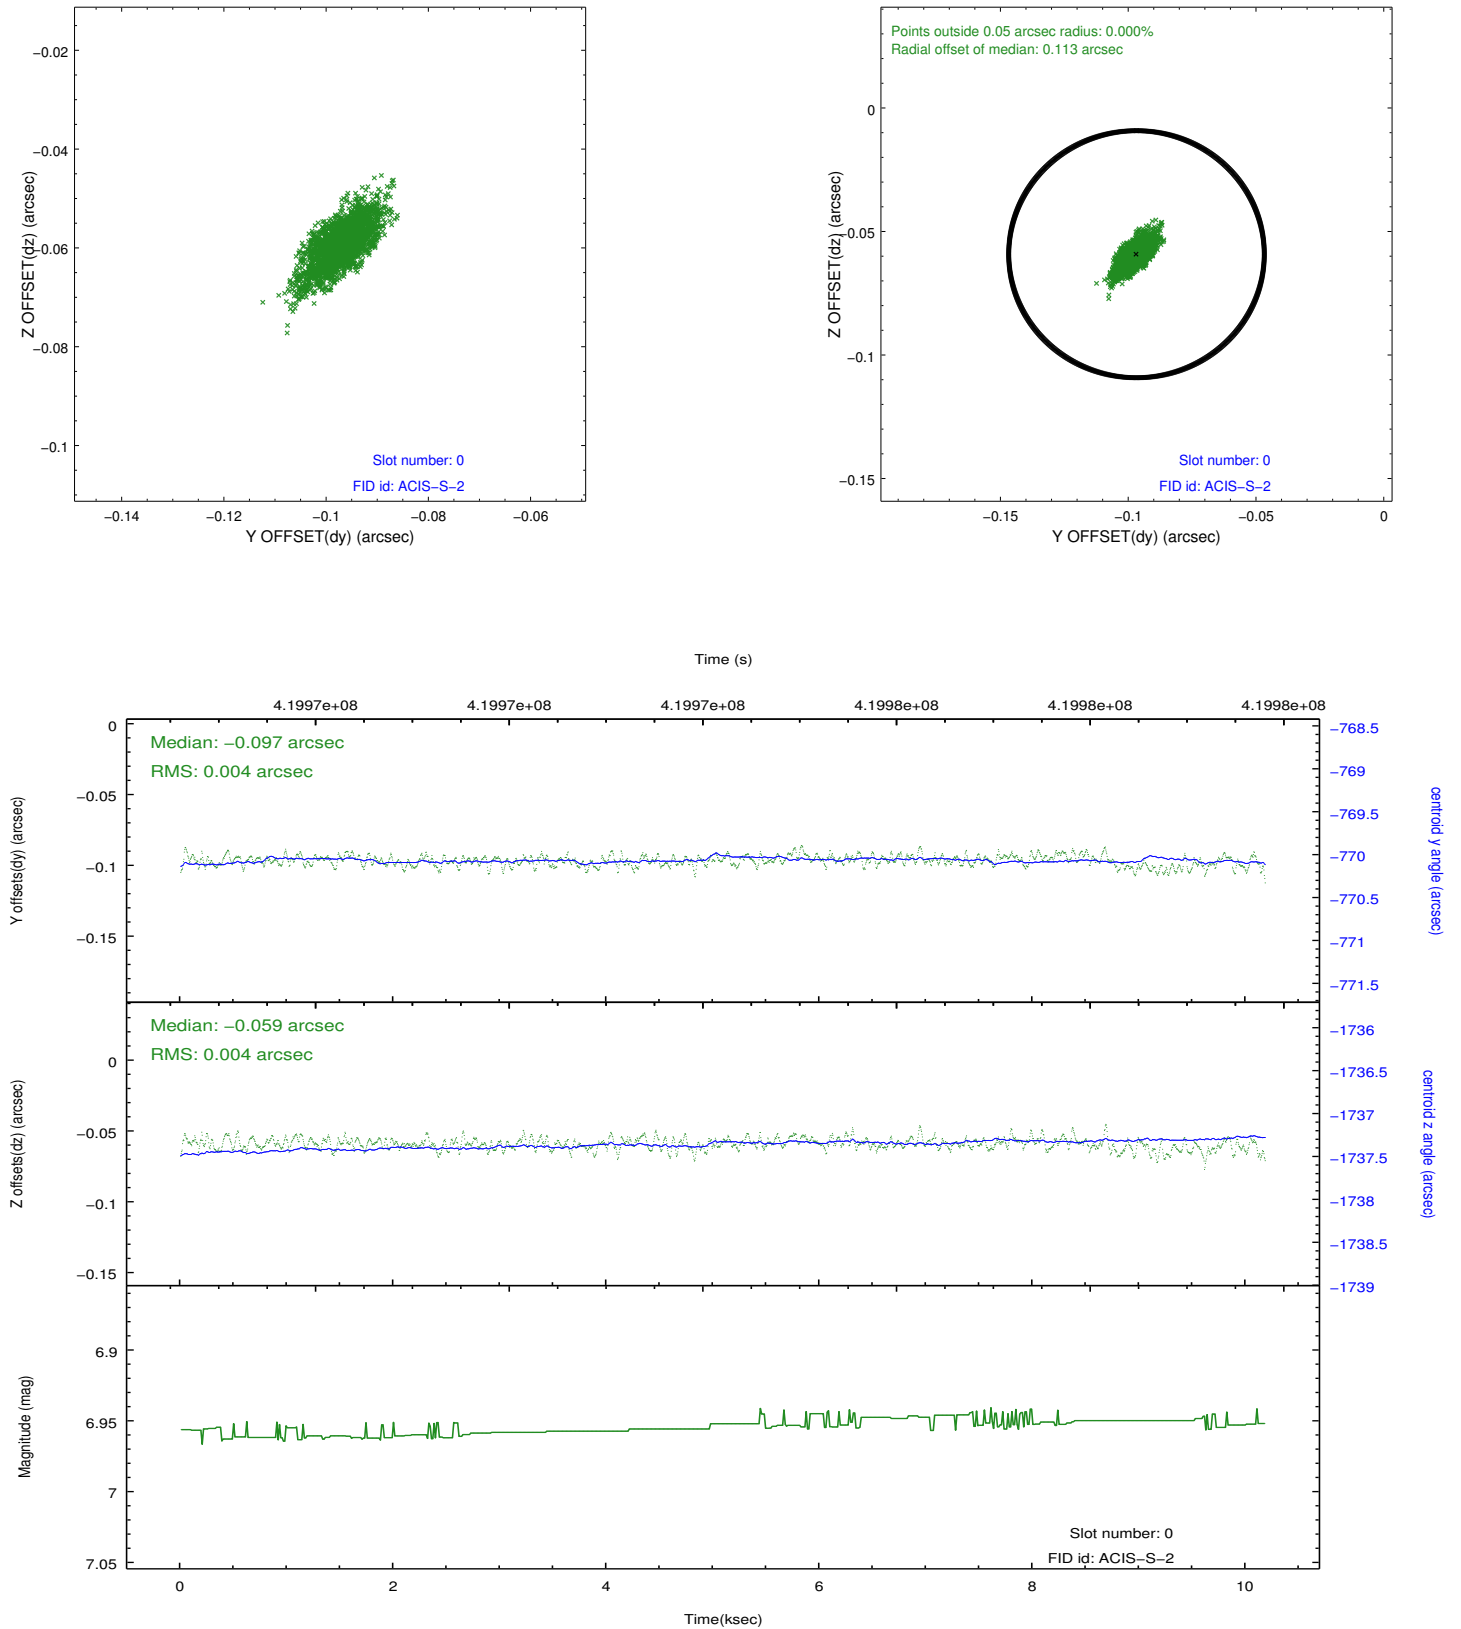 −0.02
−0.04
−0.06
−0.08
−0.1
Z OFFSET(dz) (arcsec)
Slot number: 0
FID id: ACIS−S−2
−0.14
−0.12
−0.1
−0.08
−0.06
Y OFFSET(dy) (arcsec)
Points outside 0.05 arcsec radius: 0.000%
Radial offset of median: 0.113 arcsec
0
−0.05
−0.1
−0.15
Z OFFSET(dz) (arcsec)
Slot number: 0
FID id: ACIS−S−2
−0.15
−0.1
−0.05
0
Y OFFSET(dy) (arcsec)
Time (s)
4.1997e+08
4.1997e+08
4.1997e+08
4.1998e+08
4.1998e+08
4.1998e+08
Median: −0.097 arcsec
RMS: 0.004 arcsec
0
−0.05
−0.1
−0.15
Y offsets(dy) (arcsec)
−768.5
−769
−769.5
−770
−770.5
−771
−771.5
centroid y angle (arcsec)
Median: −0.059 arcsec
RMS: 0.004 arcsec
0
−0.05
−0.1
−0.15
Z offsets(dz) (arcsec)
−1736
−1736.5
−1737
−1737.5
−1738
−1738.5
−1739
centroid z angle (arcsec)
6.9
6.95
7
7.05
Magnitude (mag)
Slot number: 0
FID id: ACIS−S−2
0
2
4
6
8
10
Time(ksec)